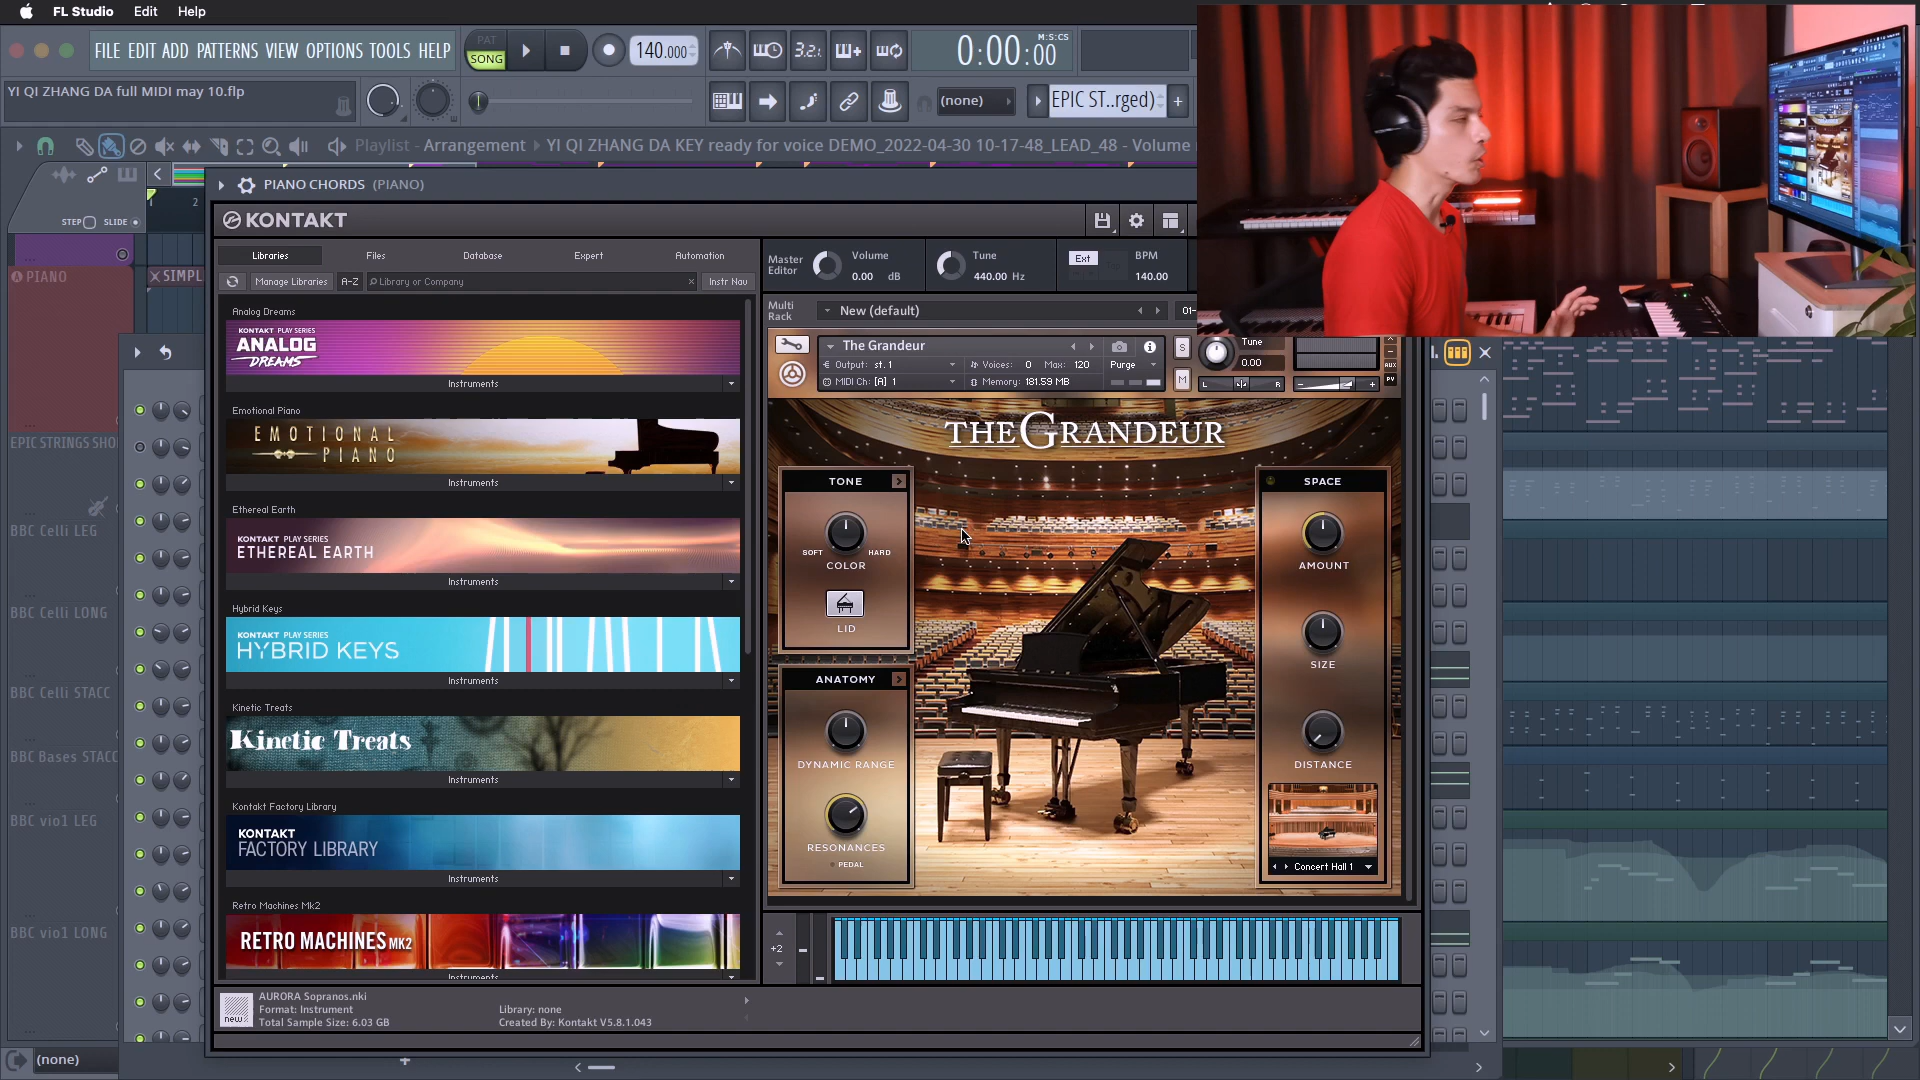 FL Studio Edit Help
FILE EDIT ADD PATTERNS VIEW OPTIONS TOOLS HELP
PAT
SONG
140.000
3.2.
0:00:00
M:S:CS
YI QI ZHANG DA full MIDI may 10.flp
(none)
EPIC ST..rged)
Playlist - Arrangement YI QI ZHANG DA KEY ready for voice DEMO_2022-04-30 10-17-48_LEAD_48 - Volume
PIANO CHORDS (PIANO)
2
STEP SLIDE
PIANO
SIMPL
EPIC STRINGS SHO
BBC Celli LEG
BBC Celli LONG
BBC Celli STACC
BBC Bases STACC
BBC vio1 LEG
BBC vio1 LONG
(none)
KONTAKT
Libraries Files Database Expert Automation
Manage Libraries A-Z Library or Company Instr Nav
Analog Dreams
KONTAKT PLAY SERIES
ANALOG
DREAMS
Instruments
Emotional Piano
EMOTIONAL
PIANO
Instruments
Ethereal Earth
KONTAKT PLAY SERIES
ETHEREAL EARTH
Instruments
Hybrid Keys
KONTAKT PLAY SERIES
HYBRID KEYS
Instruments
Kinetic Treats
Kinetic Treats
Instruments
Kontakt Factory Library
KONTAKT
FACTORY LIBRARY
Instruments
Retro Machines Mk2
RETRO MACHINES MK2
Instruments
new
AURORA Sopranos.nki
Format: Instrument
Total Sample Size: 6.03 GB
Library: none
Created By: Kontakt V5.8.1.043
Master
Editor
Volume
0.00 dB
Tune
440.00 Hz
Ext
BPM
140.00
Multi
Rack
New (default)
01-
The Grandeur
Output: st. 1 Voices: 0 Max: 120 Purge
MIDI Ch: [A] 1 Memory: 181.59 MB
S
M
Tune
0.00
L R
AUX
PV
THE GRANDEUR
TONE
SOFT HARD
COLOR
LID
ANATOMY
DYNAMIC RANGE
RESONANCES
PEDAL
SPACE
AMOUNT
SIZE
DISTANCE
Concert Hall 1
+2